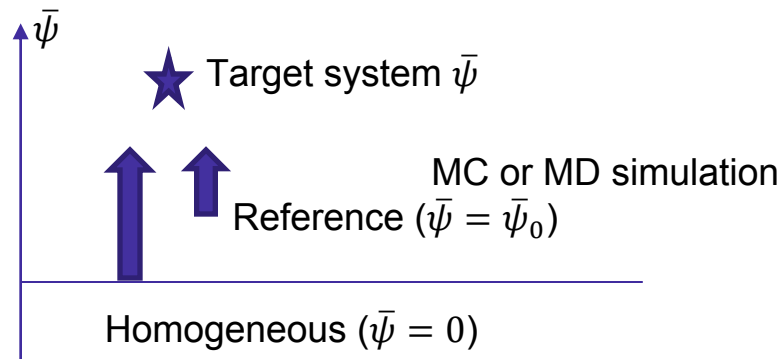 ψ̄
Target system ψ̄
MC or MD simulation
Reference (ψ̄ = ψ̄₀)
Homogeneous (ψ̄ = 0)